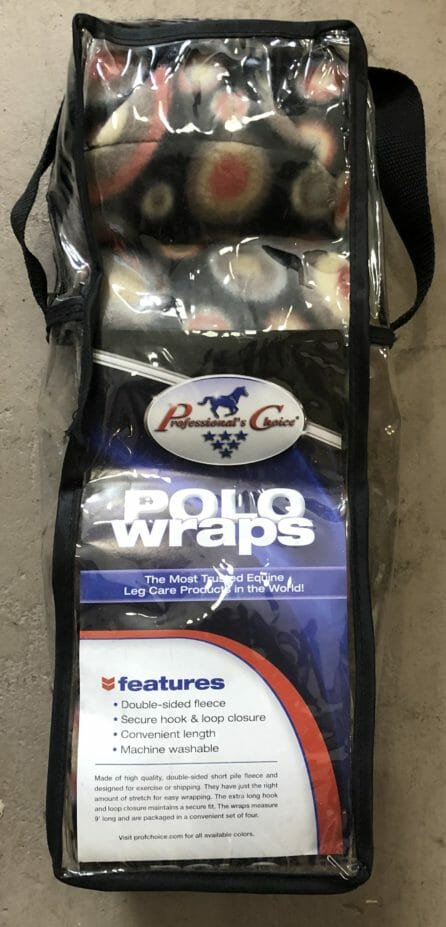 Professional's Choice®
POLO
wraps
The Most Trusted Equine
Leg Care Products in the World!
features
• Double-sided fleece
• Secure hook & loop closure
• Convenient length
• Machine washable
Made of high quality, double-sided short pile fleece and
designed for exercise or shipping. They have just the right
amount of stretch for easy wrapping. The extra long hook
and loop closure maintains a secure fit. The wraps measure
9' long and are packaged in a convenient set of four.
Visit profchoice.com for all available colors.